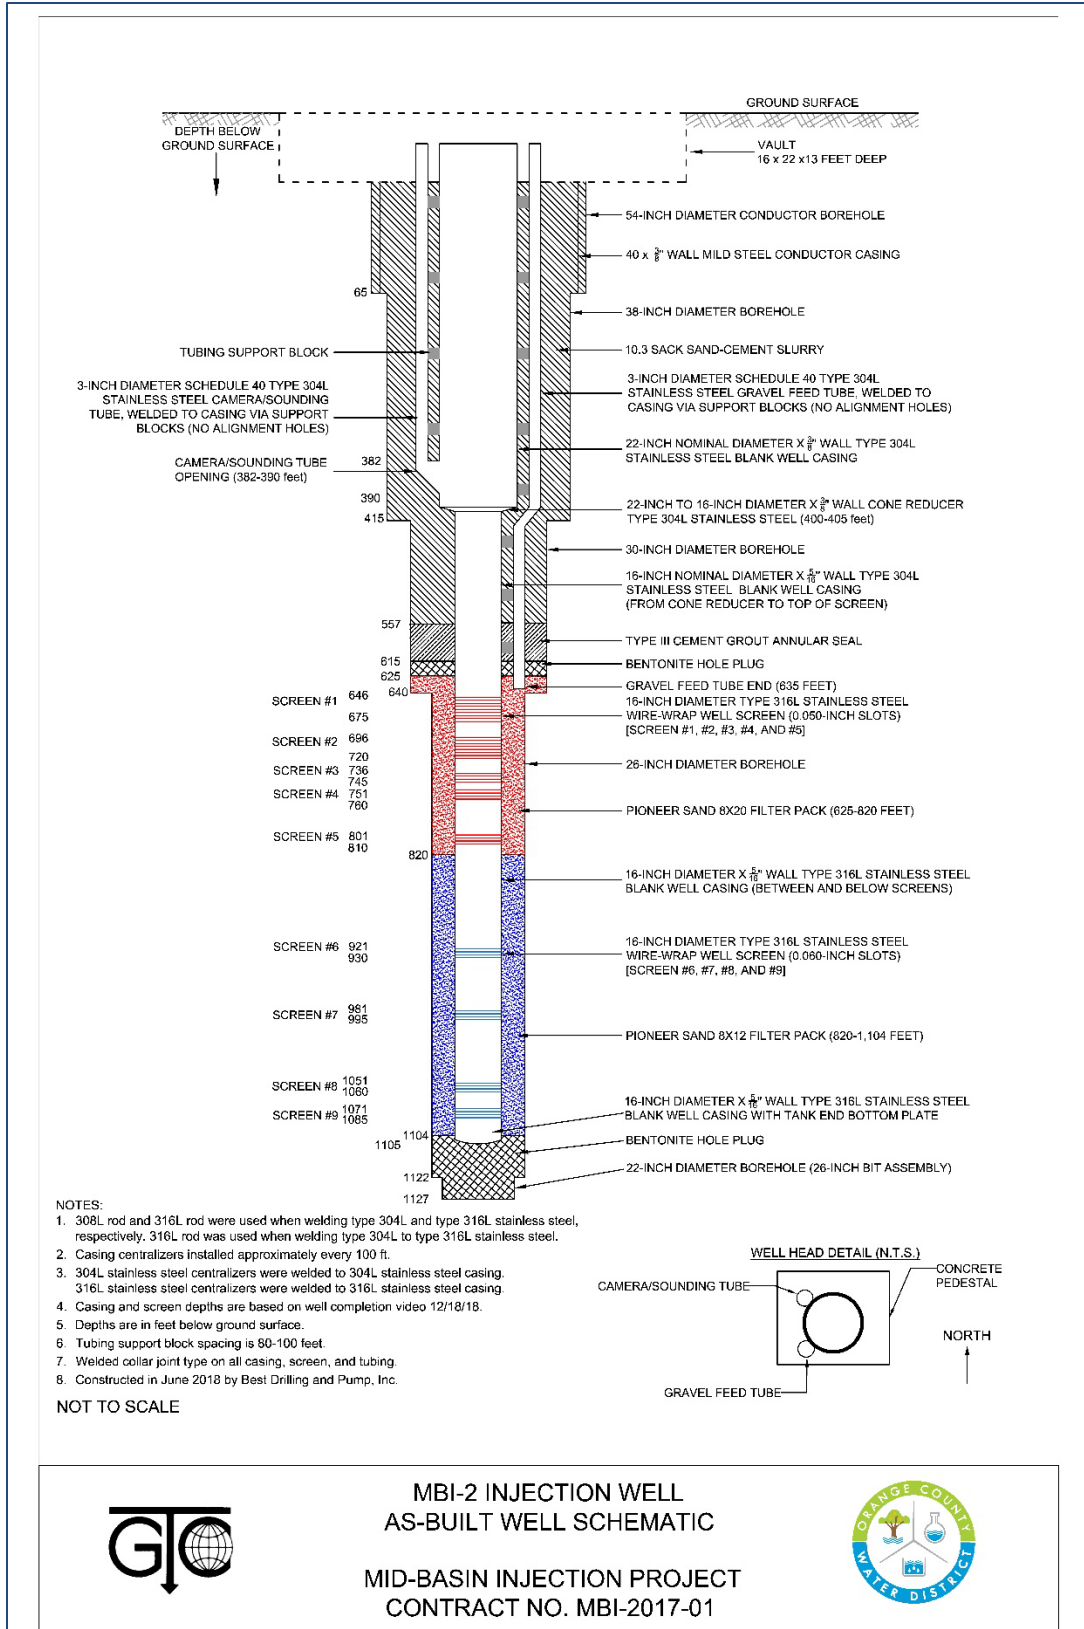 GROUND SURFACE
DEPTH BELOW
GROUND SURFACE
VAULT
16 x 22 x13 FEET DEEP
54-INCH DIAMETER CONDUCTOR BOREHOLE
40 x 3/8" WALL MILD STEEL CONDUCTOR CASING
65
38-INCH DIAMETER BOREHOLE
TUBING SUPPORT BLOCK
10.3 SACK SAND-CEMENT SLURRY
3-INCH DIAMETER SCHEDULE 40 TYPE 304L
STAINLESS STEEL CAMERA/SOUNDING
TUBE, WELDED TO CASING VIA SUPPORT
BLOCKS (NO ALIGNMENT HOLES)
3-INCH DIAMETER SCHEDULE 40 TYPE 304L
STAINLESS STEEL GRAVEL FEED TUBE, WELDED TO
CASING VIA SUPPORT BLOCKS (NO ALIGNMENT HOLES)
22-INCH NOMINAL DIAMETER X 3/8" WALL TYPE 304L
STAINLESS STEEL BLANK WELL CASING
CAMERA/SOUNDING TUBE
OPENING (382-390 feet)
382
390
415
22-INCH TO 16-INCH DIAMETER X 3/8" WALL CONE REDUCER
TYPE 304L STAINLESS STEEL (400-405 feet)
30-INCH DIAMETER BOREHOLE
16-INCH NOMINAL DIAMETER X 5/16" WALL TYPE 304L
STAINLESS STEEL BLANK WELL CASING
(FROM CONE REDUCER TO TOP OF SCREEN)
557
TYPE III CEMENT GROUT ANNULAR SEAL
615
BENTONITE HOLE PLUG
625
640
GRAVEL FEED TUBE END (635 FEET)
SCREEN #1 646
675
16-INCH DIAMETER TYPE 316L STAINLESS STEEL
WIRE-WRAP WELL SCREEN (0.050-INCH SLOTS)
[SCREEN #1, #2, #3, #4, AND #5]
SCREEN #2 696
720
SCREEN #3 736
745
26-INCH DIAMETER BOREHOLE
SCREEN #4 751
760
PIONEER SAND 8X20 FILTER PACK (625-820 FEET)
SCREEN #5 801
810
820
16-INCH DIAMETER X 5/16" WALL TYPE 316L STAINLESS STEEL
BLANK WELL CASING (BETWEEN AND BELOW SCREENS)
SCREEN #6 921
930
16-INCH DIAMETER TYPE 316L STAINLESS STEEL
WIRE-WRAP WELL SCREEN (0.060-INCH SLOTS)
[SCREEN #6, #7, #8, AND #9]
SCREEN #7 981
995
PIONEER SAND 8X12 FILTER PACK (820-1,104 FEET)
SCREEN #8 1051
1060
SCREEN #9 1071
1085
16-INCH DIAMETER X 5/16" WALL TYPE 316L STAINLESS STEEL
BLANK WELL CASING WITH TANK END BOTTOM PLATE
1104
1105
BENTONITE HOLE PLUG
1122
22-INCH DIAMETER BOREHOLE (26-INCH BIT ASSEMBLY)
1127
NOTES:
1. 308L rod and 316L rod were used when welding type 304L and type 316L stainless steel,
respectively. 316L rod was used when welding type 304L to type 316L stainless steel.
2. Casing centralizers installed approximately every 100 ft.
3. 304L stainless steel centralizers were welded to 304L stainless steel casing.
316L stainless steel centralizers were welded to 316L stainless steel casing.
4. Casing and screen depths are based on well completion video 12/18/18.
5. Depths are in feet below ground surface.
6. Tubing support block spacing is 80-100 feet.
7. Welded collar joint type on all casing, screen, and tubing.
8. Constructed in June 2018 by Best Drilling and Pump, Inc.
NOT TO SCALE
WELL HEAD DETAIL (N.T.S.)
CAMERA/SOUNDING TUBE
CONCRETE
PEDESTAL
NORTH
GRAVEL FEED TUBE
GTC
MBI-2 INJECTION WELL
AS-BUILT WELL SCHEMATIC
MID-BASIN INJECTION PROJECT
CONTRACT NO. MBI-2017-01
ORANGE COUNTY
WATER DISTRICT